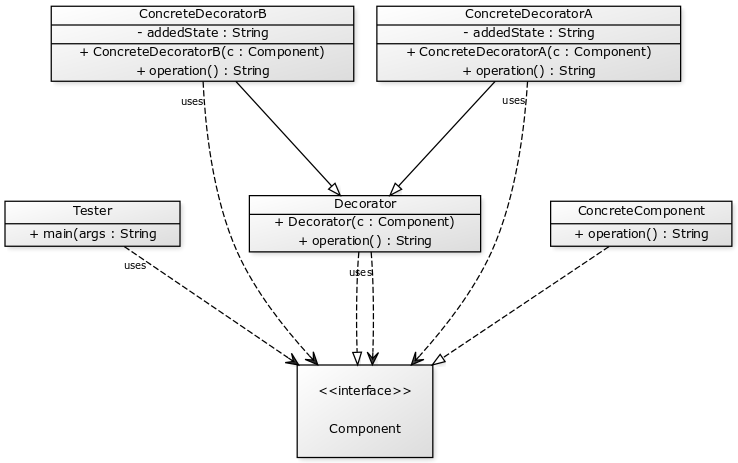 ConcreteDecoratorB
- addedState : String
+ ConcreteDecoratorB(c : Component)
+ operation() : String
ConcreteDecoratorA
- addedState : String
+ ConcreteDecoratorA(c : Component)
+ operation() : String
uses
uses
Tester
+ main(args : String
Decorator
+ Decorator(c : Component)
+ operation() : String
ConcreteComponent
+ operation() : String
uses
uses
<<interface>>
Component